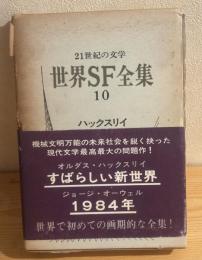 21世紀の文学
世界SF全集
10
ハックスリイ
機械文明万能の未来社会を鋭く抉った
現代文学最高最大の問題作！
オルダス・ハックスリイ
すばらしい新世界
ジョージ・オーウェル
1984年
世界で初めての画期的な全集！